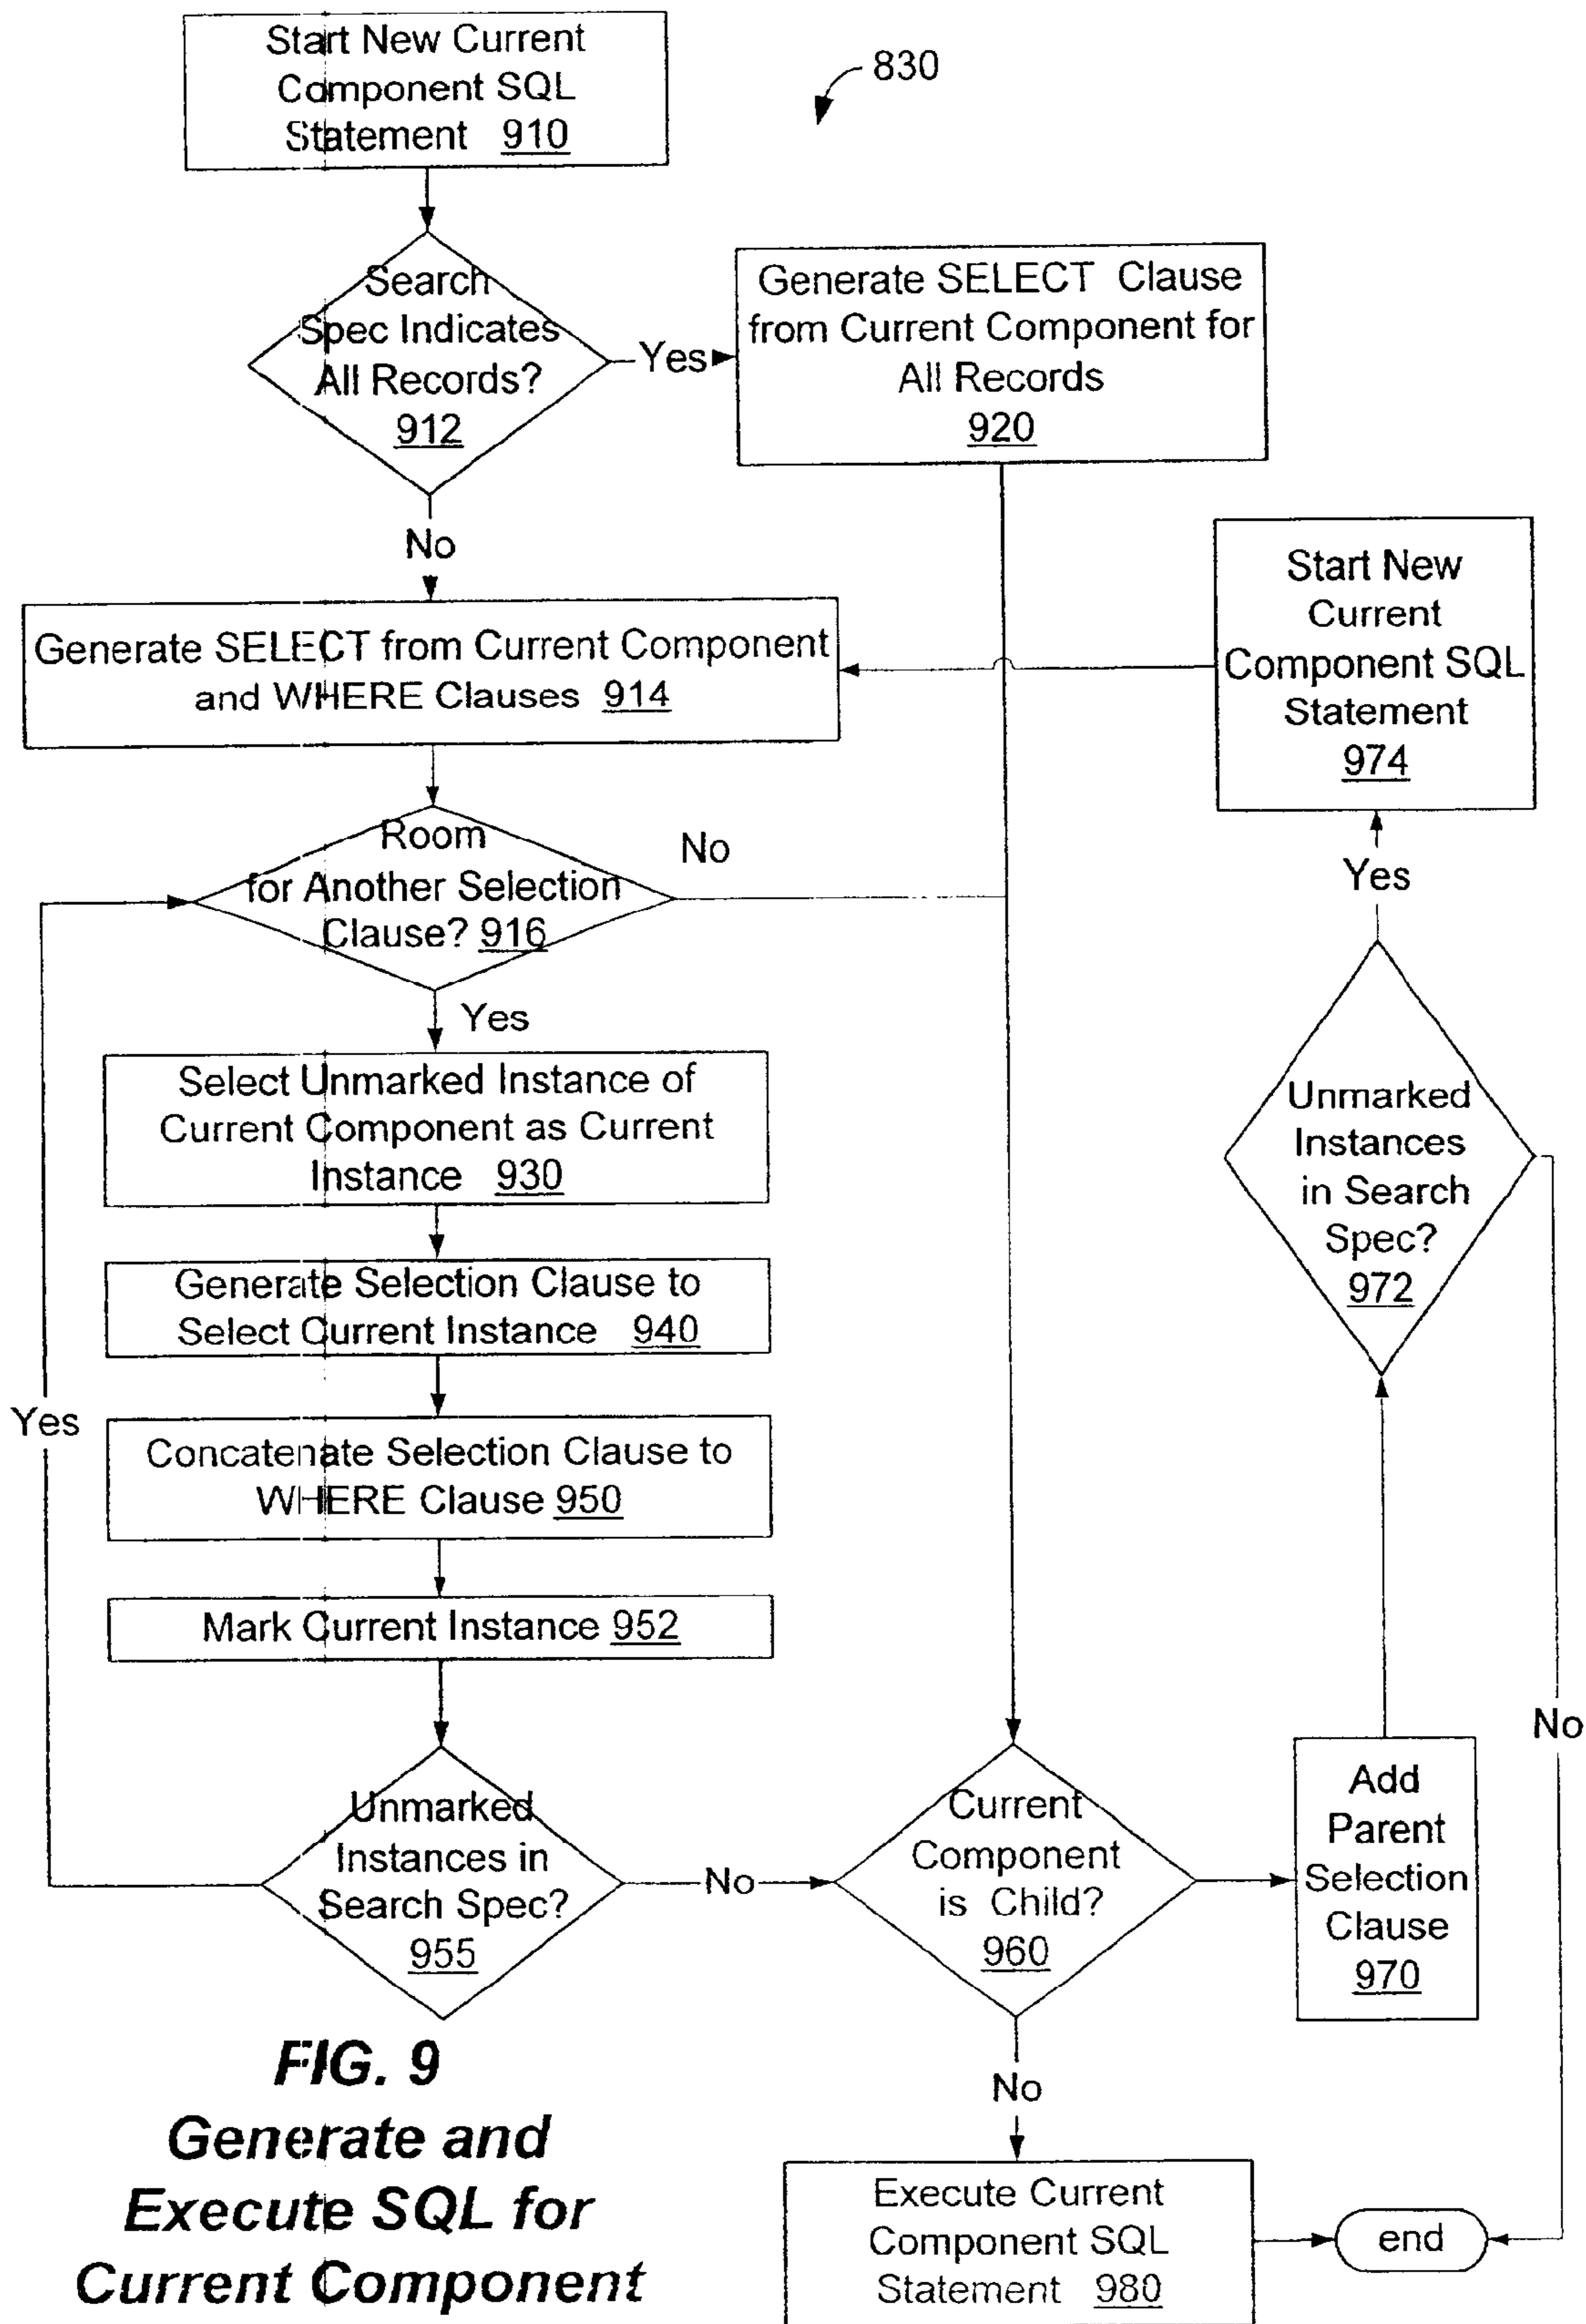 Start New Current
Component SQL
Statement 910
830
Search
Spec Indicates
All Records?
912
Yes
Generate SELECT Clause
from Current Component for
All Records
920
No
Generate SELECT from Current Component
and WHERE Clauses 914
Start New
Current
Component SQL
Statement
974
Room
for Another Selection
Clause? 916
No
Yes
Yes
Select Unmarked Instance of
Current Component as Current
Instance 930
Unmarked
Instances
in Search
Spec?
972
Generate Selection Clause to
Select Current Instance 940
Yes
Concatenate Selection Clause to
WHERE Clause 950
Mark Current Instance 952
No
Unmarked
Instances in
Search Spec?
955
No
Current
Component
is Child?
960
Add
Parent
Selection
Clause
970
No
Execute Current
Component SQL
Statement 980
end
FIG. 9
Generate and
Execute SQL for
Current Component